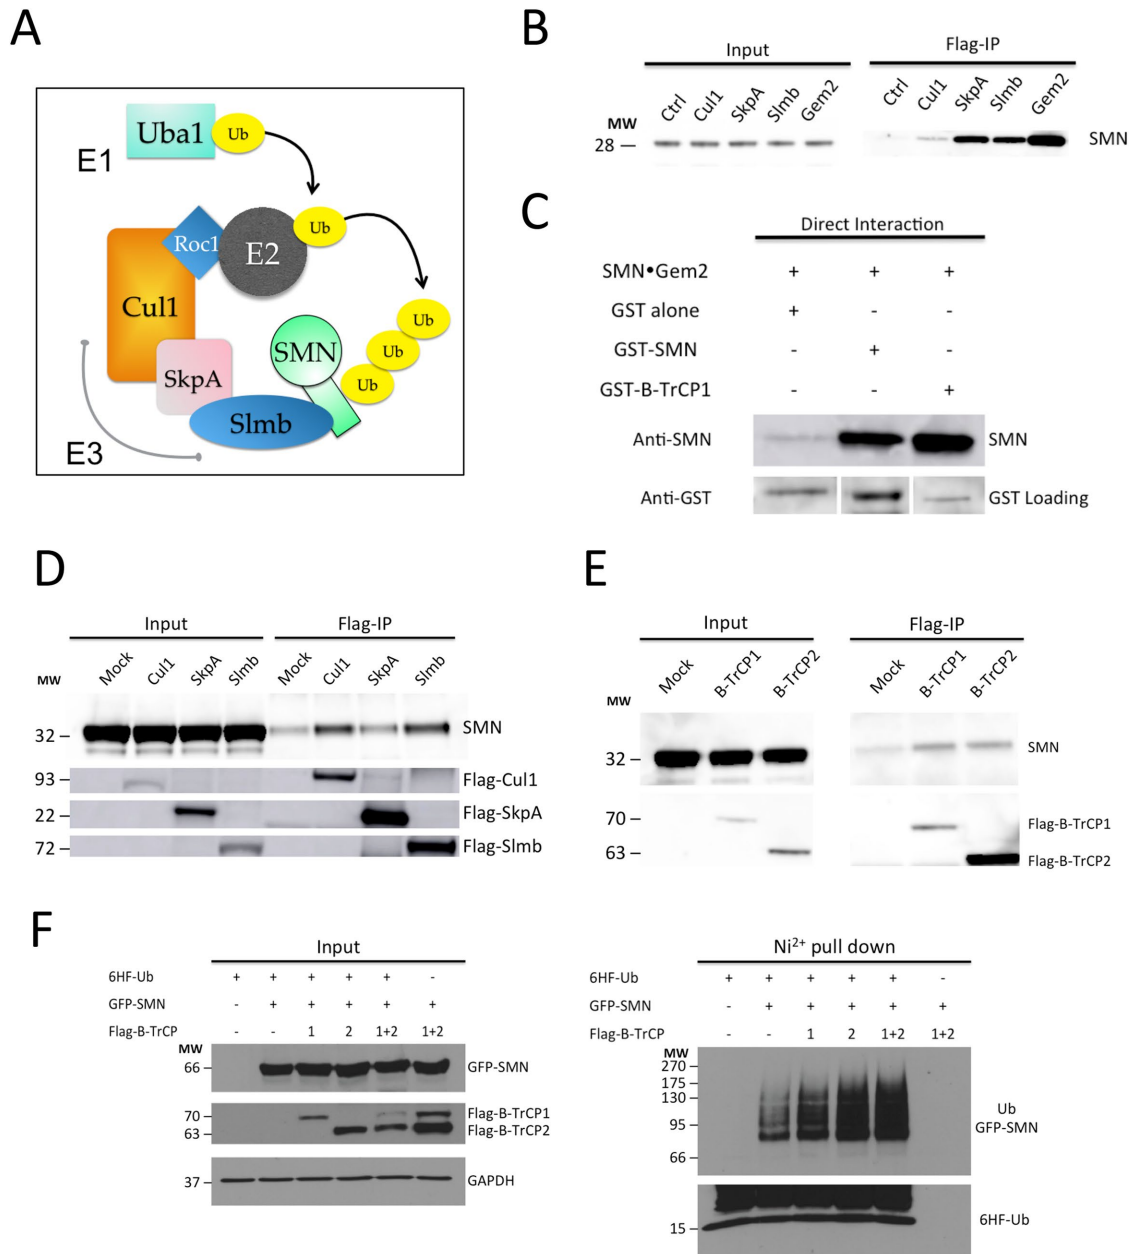 A
Uba1
Ub
E1
Roc1
E2
Ub
Cul1
Ub
SMN
Ub
SkpA
Ub
Slmb
E3
B
Input
Flag-IP
Ctrl
Cul1
SkpA
Slmb
Gem2
Ctrl
Cul1
SkpA
Slmb
Gem2
MW
28
SMN
C
Direct Interaction
SMN•Gem2 + + +
GST alone + - -
GST-SMN - + -
GST-B-TrCP1 - - +
Anti-SMN
SMN
Anti-GST
GST Loading
D
Input
Flag-IP
Mock
Cul1
SkpA
Slmb
Mock
Cul1
SkpA
Slmb
MW
32
SMN
93
Flag-Cul1
22
Flag-SkpA
72
Flag-Slmb
E
Input
Flag-IP
Mock
B-TrCP1
B-TrCP2
Mock
B-TrCP1
B-TrCP2
MW
32
SMN
70
Flag-B-TrCP1
63
Flag-B-TrCP2
F
Input
6HF-Ub + + + + + -
GFP-SMN - + + + + +
Flag-B-TrCP - - 1 2 1+2 1+2
MW
66
GFP-SMN
70
Flag-B-TrCP1
63
Flag-B-TrCP2
37
GAPDH
Ni²⁺ pull down
6HF-Ub + + + + + -
GFP-SMN - + + + + +
Flag-B-TrCP - - 1 2 1+2 1+2
MW
270
175
130
95
66
Ub
GFP-SMN
15
6HF-Ub